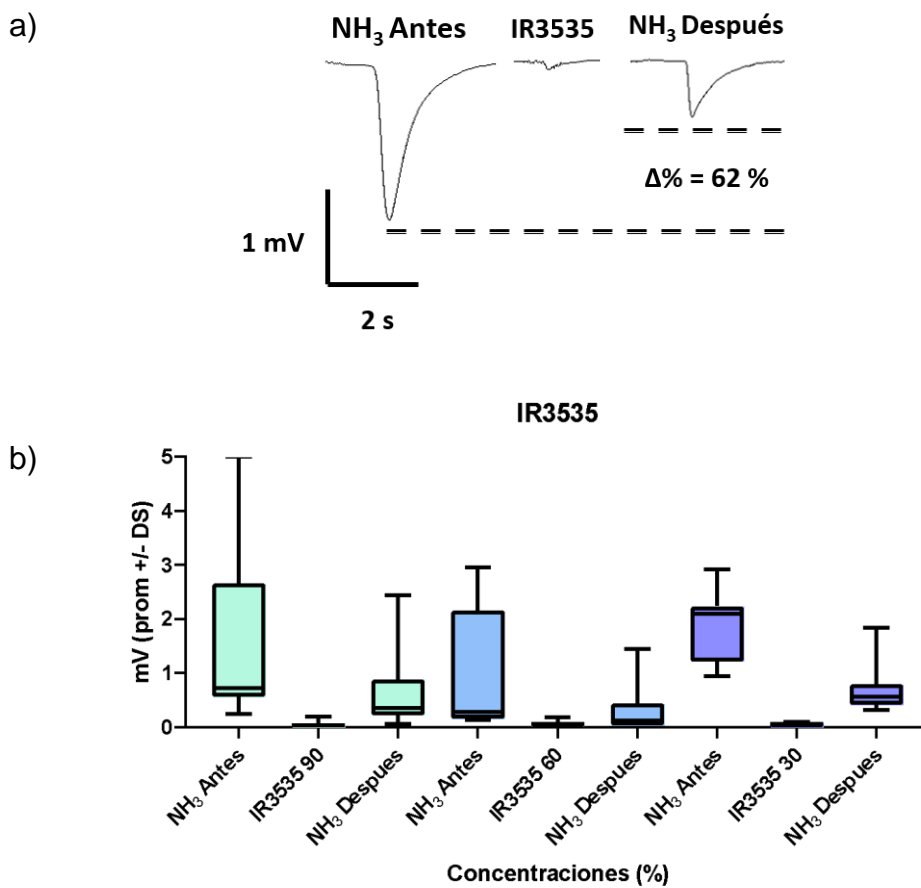 a)
NH₃ Antes IR3535 NH₃ Después
Δ% = 62 %
1 mV
2 s
IR3535
b)
5
4
3
2
1
0
mV (prom +/- DS)
NH₃ Antes
IR3535 90
NH₃ Despues
NH₃ Antes
IR3535 60
NH₃ Despues
NH₃ Antes
IR3535 30
NH₃ Despues
Concentraciones (%)